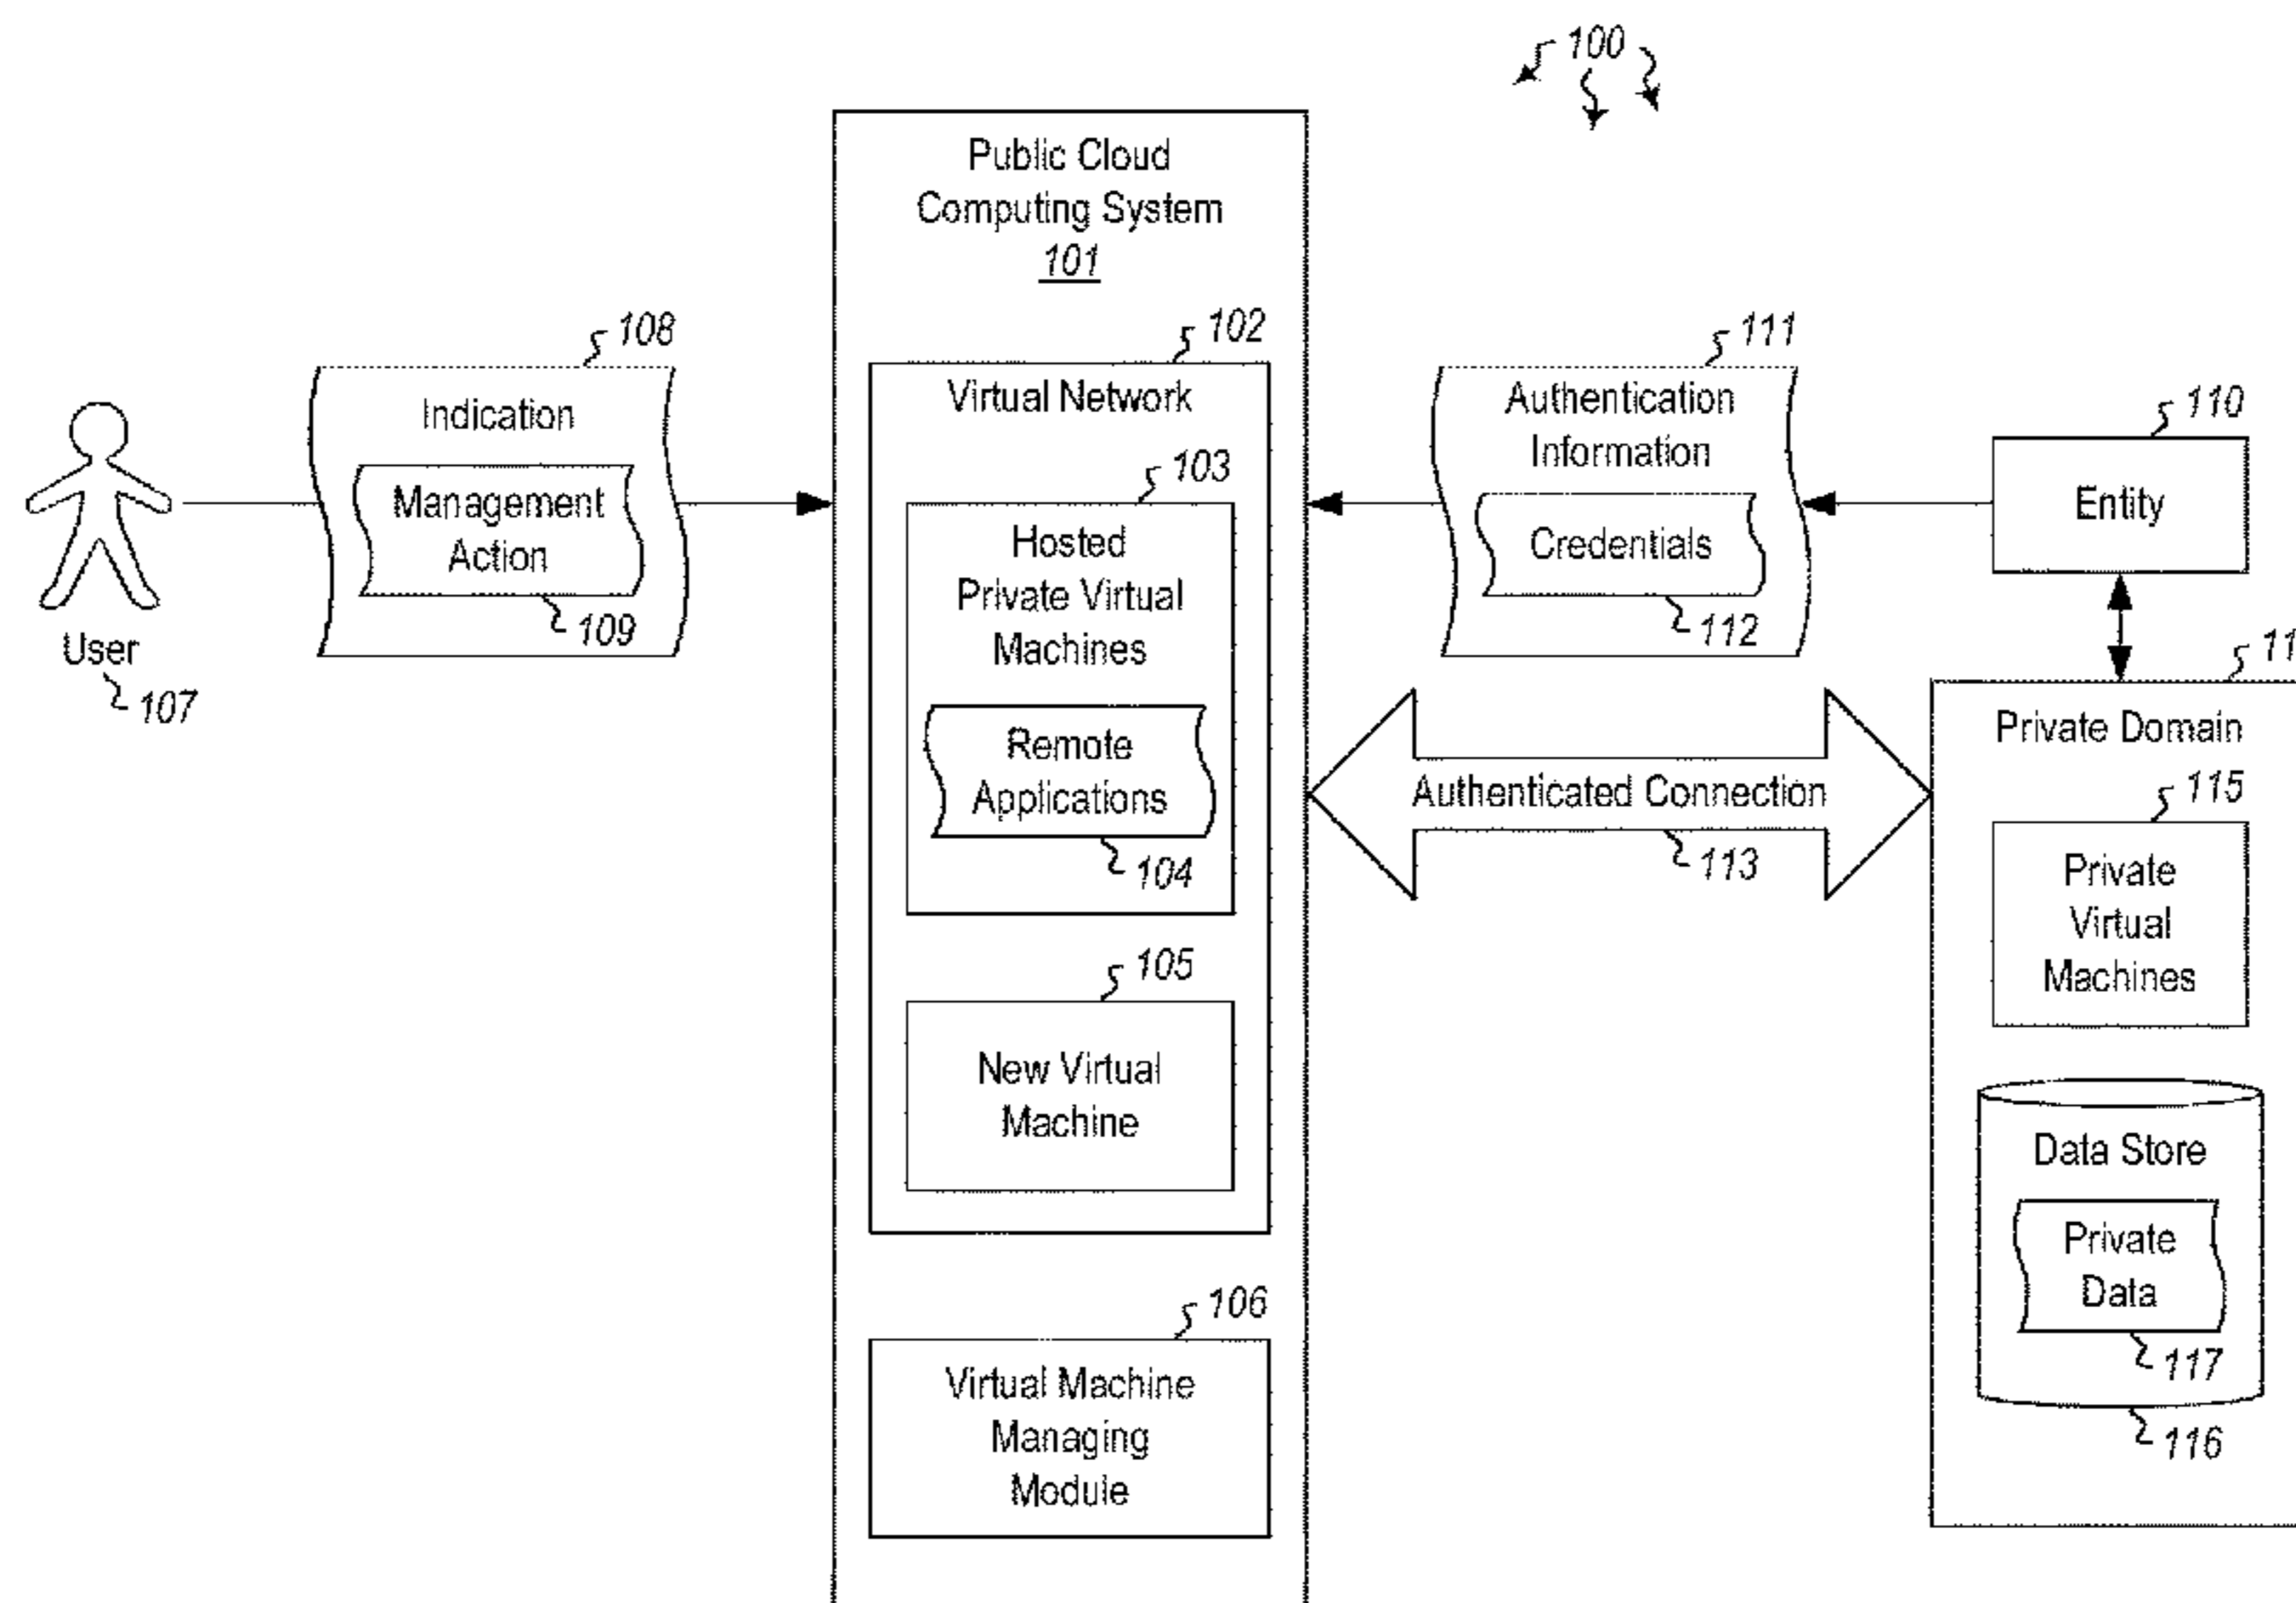 100
Public Cloud
Computing System
101
108
Indication
Management
Action
109
User
107
102
Virtual Network
103
Hosted
Private Virtual
Machines
Remote
Applications
104
105
New Virtual
Machine
106
Virtual Machine
Managing
Module
111
Authentication
Information
Credentials
112
110
Entity
Authenticated Connection
113
11
Private Domain
115
Private
Virtual
Machines
Data Store
Private
Data
117
116